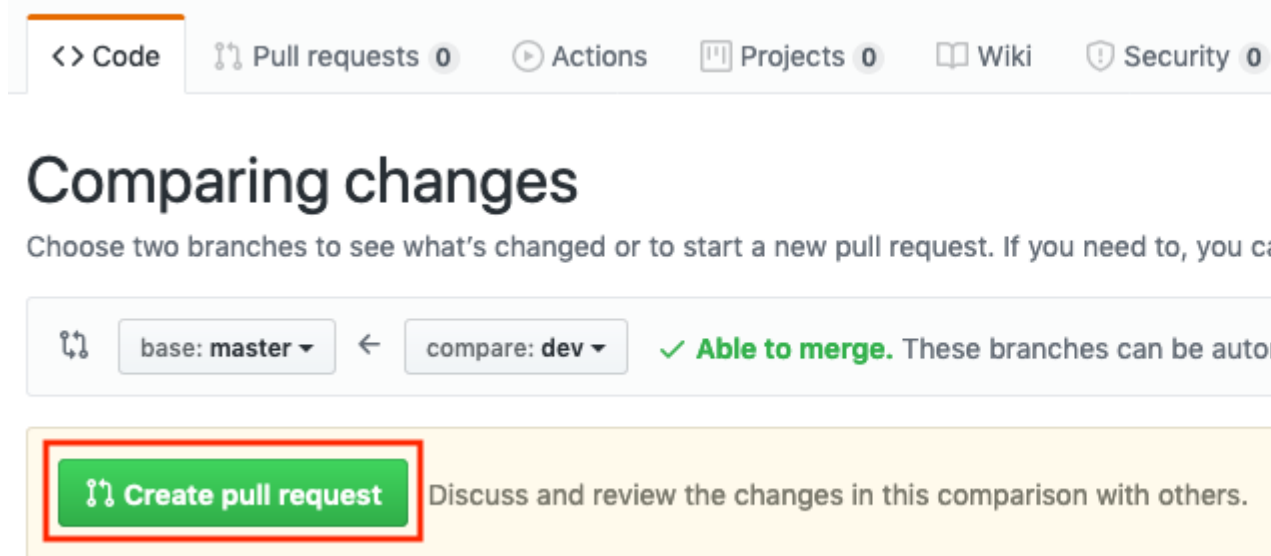 <> Code Pull requests 0 Actions Projects 0 Wiki Security 0
Comparing changes
Choose two branches to see what's changed or to start a new pull request. If you need to, you ca
base: master ← compare: dev ✓ Able to merge. These branches can be auto
Create pull request Discuss and review the changes in this comparison with others.